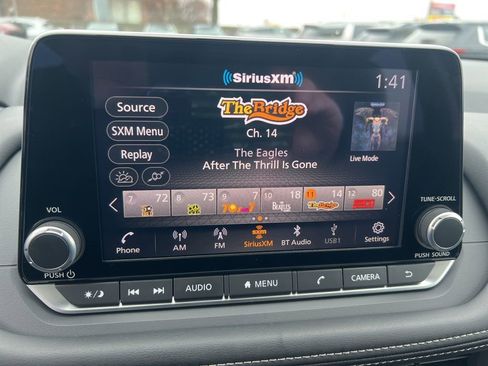 SiriusXM
1:41
Source
The Bridge
SXM Menu
Ch. 14
Replay
The Eagles
After The Thrill Is Gone
Live Mode
7 72
8 73
9 7
10 18
11 14
12 80
THE BEATLES
The Bridge
VOL
TUNE·SCROLL
Phone
AM
FM
SXM
SiriusXM
BT Audio
USB1
Settings
PUSH
PUSH SOUND
AUDIO
MENU
CAMERA